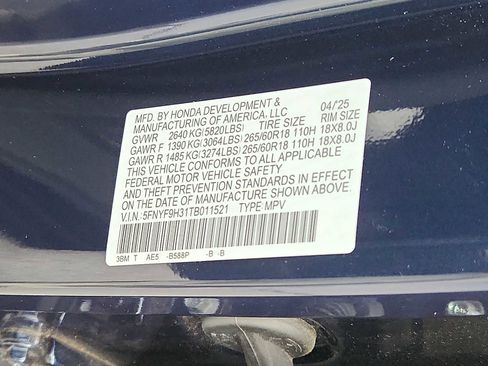 MFD. BY HONDA DEVELOPMENT & 04/25
MANUFACTURING OF AMERICA, LLC
GVWR 2640 KG(5820LBS) TIRE SIZE RIM SIZE
GAWR F 1390 KG(3064LBS) 265/60R18 110H 18X8.0J
GAWR R 1485 KG(3274LBS) 265/60R18 110H 18X8.0J
THIS VEHICLE CONFORMS TO ALL APPLICABLE
FEDERAL MOTOR VEHICLE SAFETY AND
THEFT PREVENTION STANDARDS IN EFFECT
ON THE DATE OF MANUFACTURE SHOWN ABOVE.
V.I.N.:5FNYF9H31TB011521 TYPE MPV
3BM T AE5 -B588P -B -B